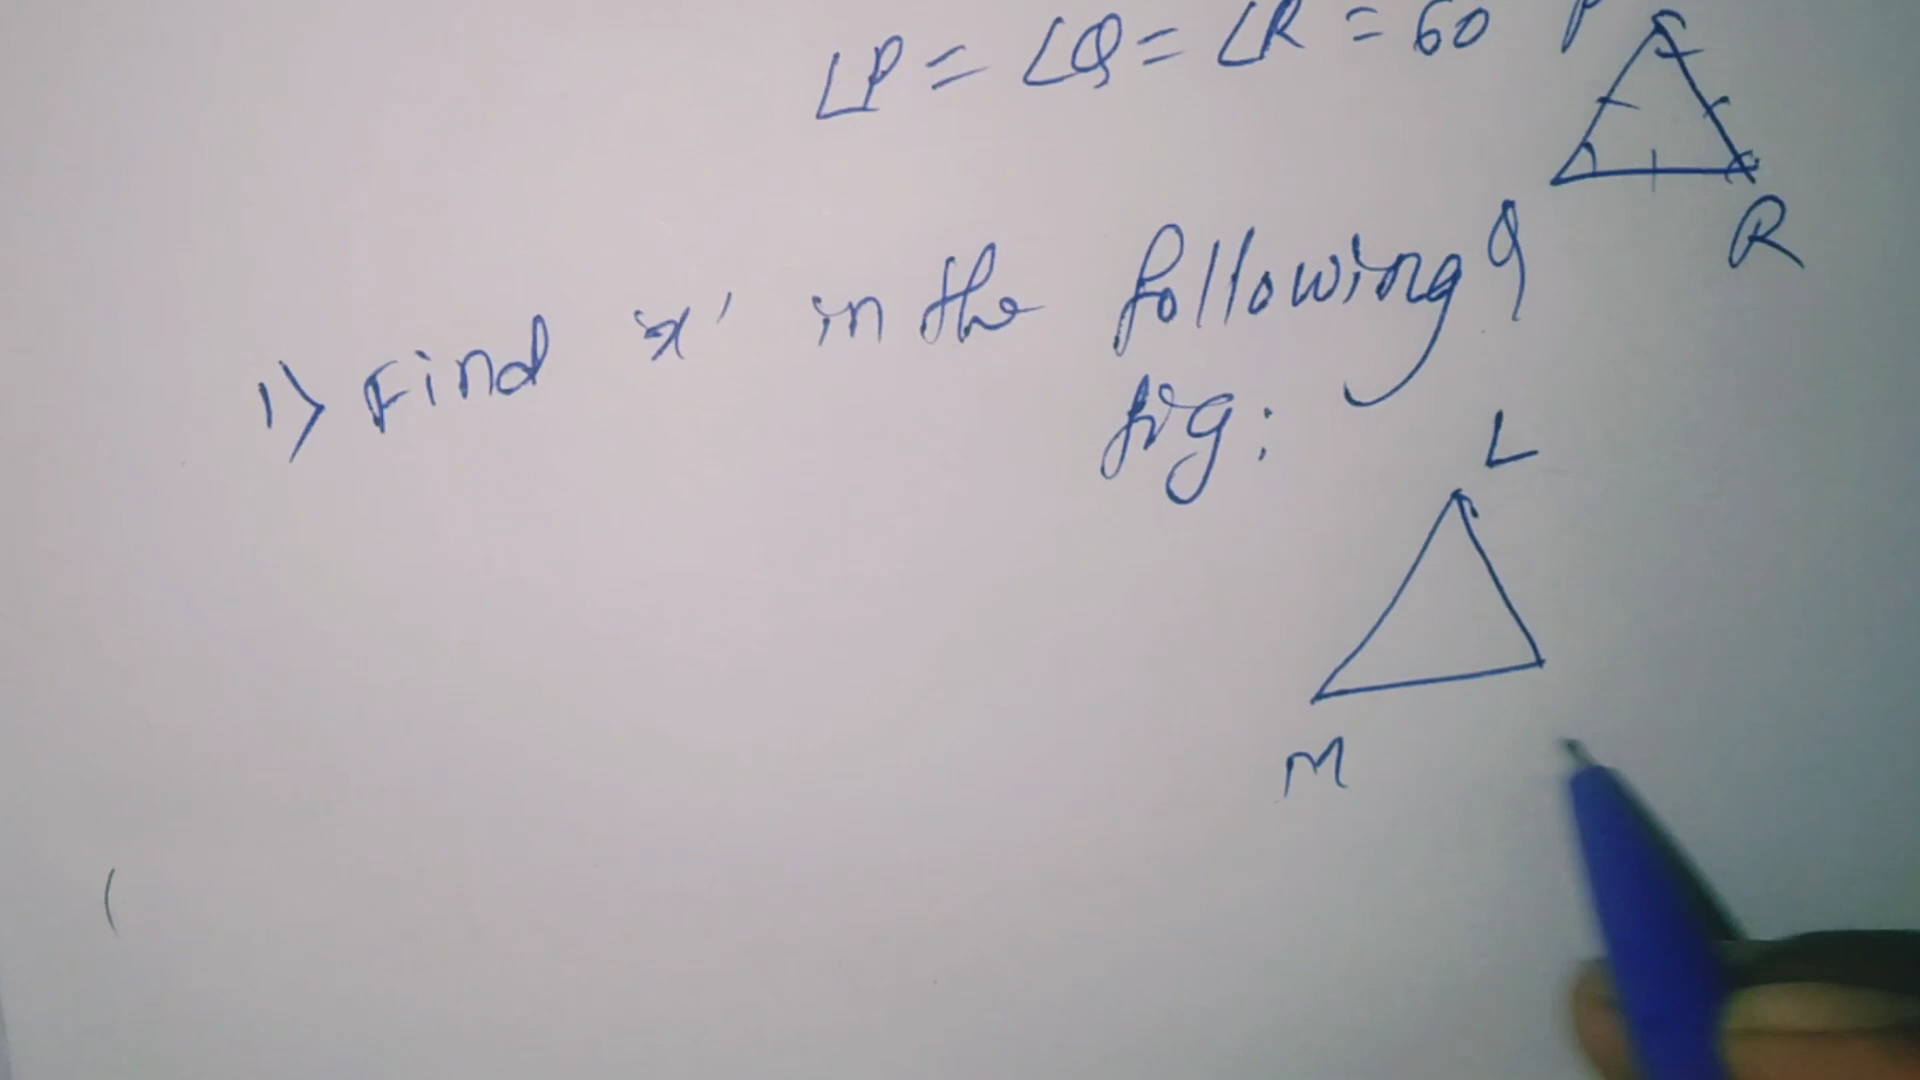 ∠P = ∠Q = ∠R = 60 P
R
Q
1) Find 'x' in the following
fig:
L
M